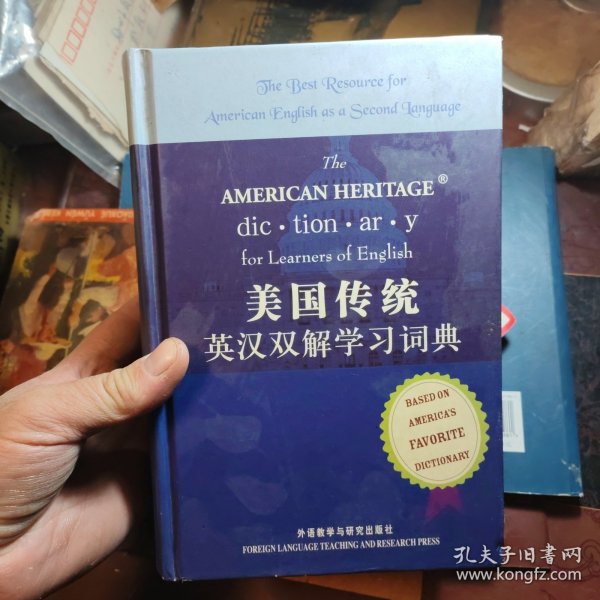 The Best Resource for
American English as a Second Language
The
AMERICAN HERITAGE®
dic • tion • ar • y
for Learners of English
美国传统
英汉双解学习词典
BASED ON
AMERICA'S
FAVORITE
DICTIONARY
外语教学与研究出版社
FOREIGN LANGUAGE TEACHING AND RESEARCH PRESS
孔夫子旧书网
www.kongfz.com